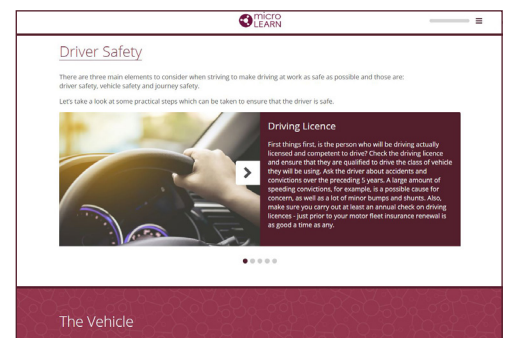 micro
LEARN
Driver Safety
There are three main elements to consider when striving to make driving at work as safe as possible and those are:
driver safety, vehicle safety and journey safety.
Let's take a look at some practical steps which can be taken to ensure that the driver is safe.
Driving Licence
First things first, is the person who will be driving actually
licensed and competent to drive? Check the driving licence
and ensure that they are qualified to drive the class of vehicle
they will be using. Ask the driver about accidents and
convictions over the preceding 5 years. A large amount of
speeding convictions, for example, is a possible cause for
concern, as well as a lot of minor bumps and shunts. Also,
make sure you carry out at least an annual check on driving
licences - just prior to your motor fleet insurance renewal is
as good a time as any.
The Vehicle